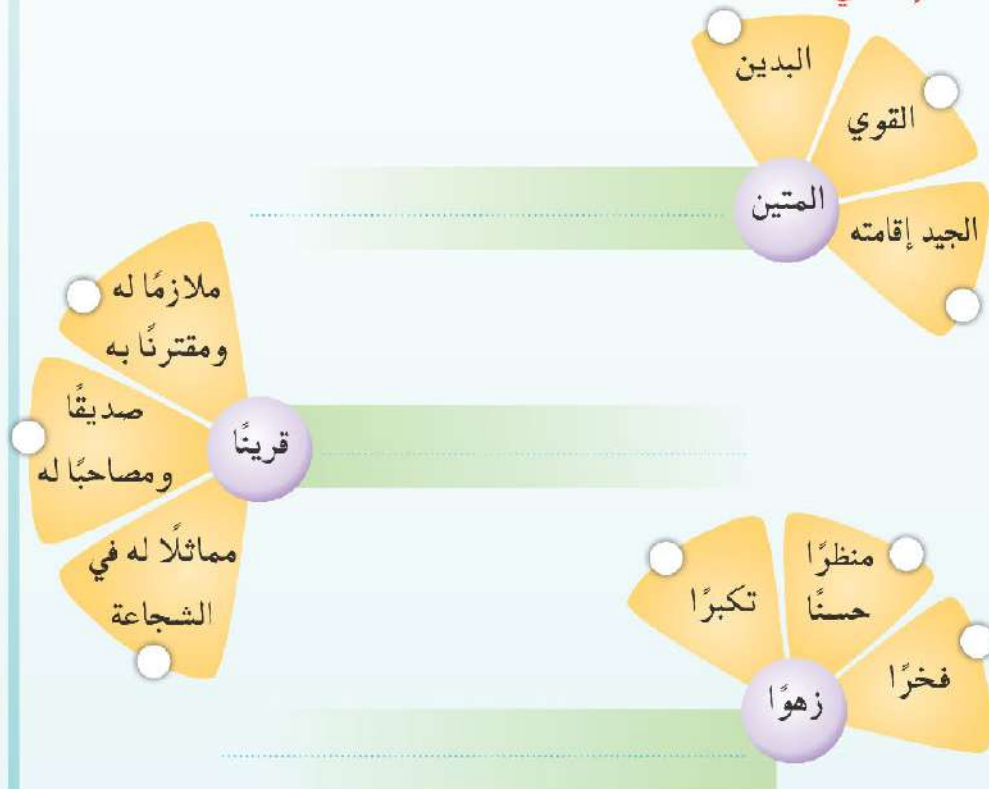 البدين
القوي
الجيد إقامته
المتين
ملازمًا له
ومقترنًا به
صديقًا
ومصاحبًا له
مماثلًا له في
الشجاعة
قرينًا
تكبرًا
منظرًا
حسنًا
فخرًا
زهوًا